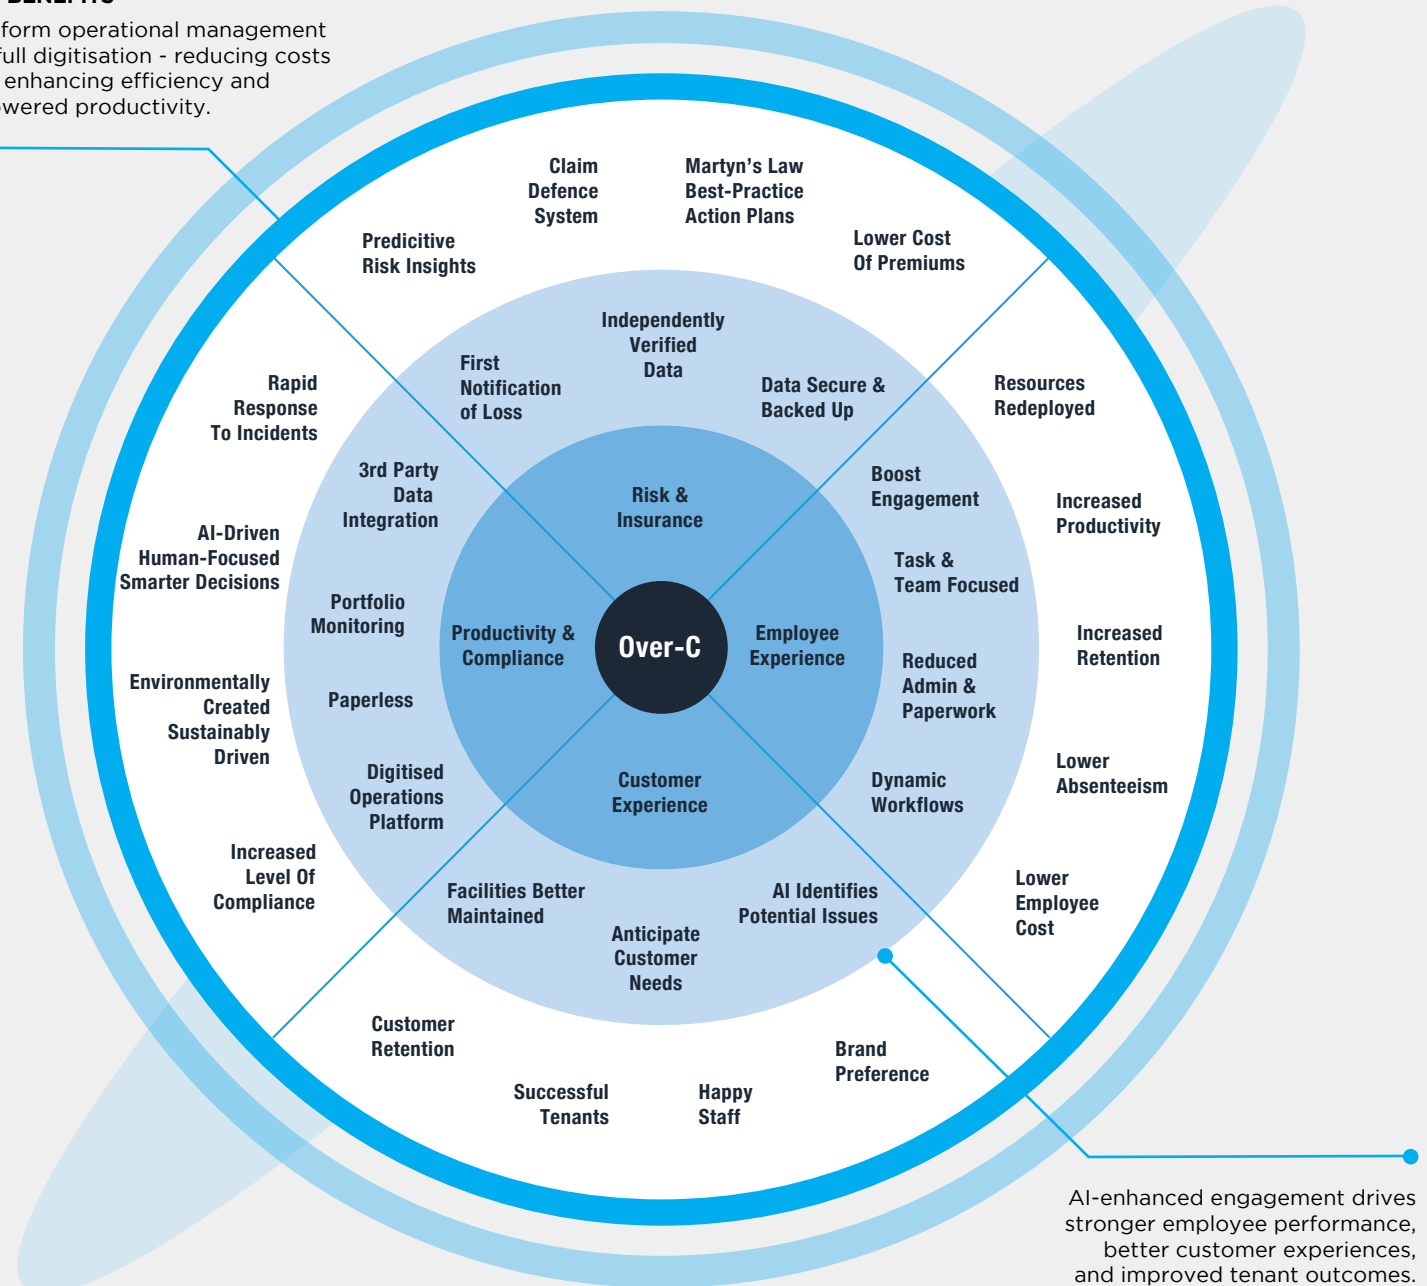 BENEFITS
form operational management
full digitisation - reducing costs
enhancing efficiency and
owered productivity.
Claim
Defence
System
Martyn's Law
Best-Practice
Action Plans
Predicitive
Risk Insights
Lower Cost
Of Premiums
Independently
Verified
Data
First
Notification
of Loss
Data Secure &
Backed Up
Rapid
Response
To Incidents
Resources
Redeployed
3rd Party
Data
Integration
Risk &
Insurance
Boost
Engagement
Increased
Productivity
AI-Driven
Human-Focused
Smarter Decisions
Task &
Team Focused
Portfolio
Monitoring
Productivity &
Compliance
Over-C
Employee
Experience
Increased
Retention
Reduced
Admin &
Paperwork
Environmentally
Created
Sustainably
Driven
Paperless
Digitised
Operations
Platform
Customer
Experience
Dynamic
Workflows
Lower
Absenteeism
Increased
Level Of
Compliance
Facilities Better
Maintained
AI Identifies
Potential Issues
Lower
Employee
Cost
Anticipate
Customer
Needs
Customer
Retention
Brand
Preference
Successful
Tenants
Happy
Staff
AI-enhanced engagement drives
stronger employee performance,
better customer experiences,
and improved tenant outcomes.